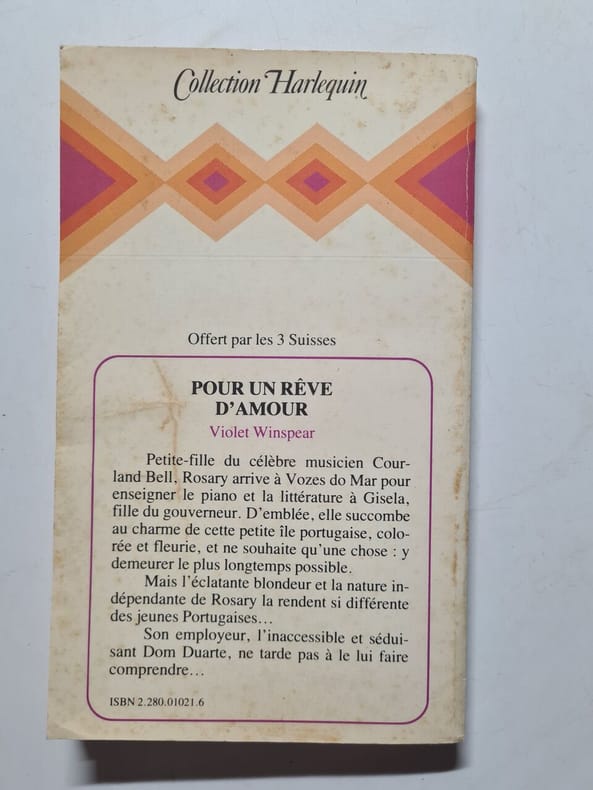 Collection Harlequin
Offert par les 3 Suisses
POUR UN RÊVE
D'AMOUR
Violet Winspear
Petite-fille du célèbre musicien Cour-
land Bell, Rosary arrive à Vozes do Mar pour
enseigner le piano et la littérature à Gisela,
fille du gouverneur. D'emblée, elle succombe
au charme de cette petite île portugaise, colo-
rée et fleurie, et ne souhaite qu'une chose : y
demeurer le plus longtemps possible.
Mais l'éclatante blondeur et la nature in-
dépendante de Rosary la rendent si différente
des jeunes Portugaises...
Son employeur, l'inaccessible et sédui-
sant Dom Duarte, ne tarde pas à le lui faire
comprendre...
ISBN 2.280.01021.6